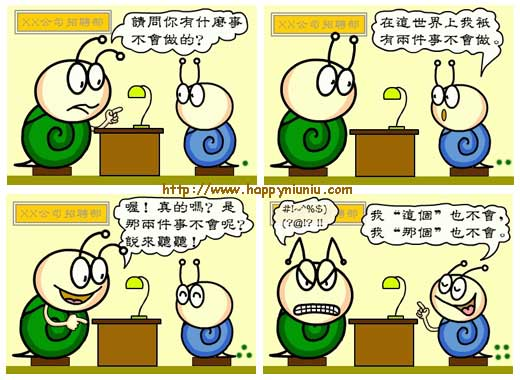 XX公司招聘部
請問你有什麼事
不會做的?
XX公司招聘部
在這世界上我祇
有兩件事不會做。
http://www.happyniuniu.com
XX公司招聘部
喔!真的嗎?是
那兩件事不會呢?
說來聽聽!
#!~^%$)
(?@!? !!
我“這個”也不會,
我“那個”也不會。